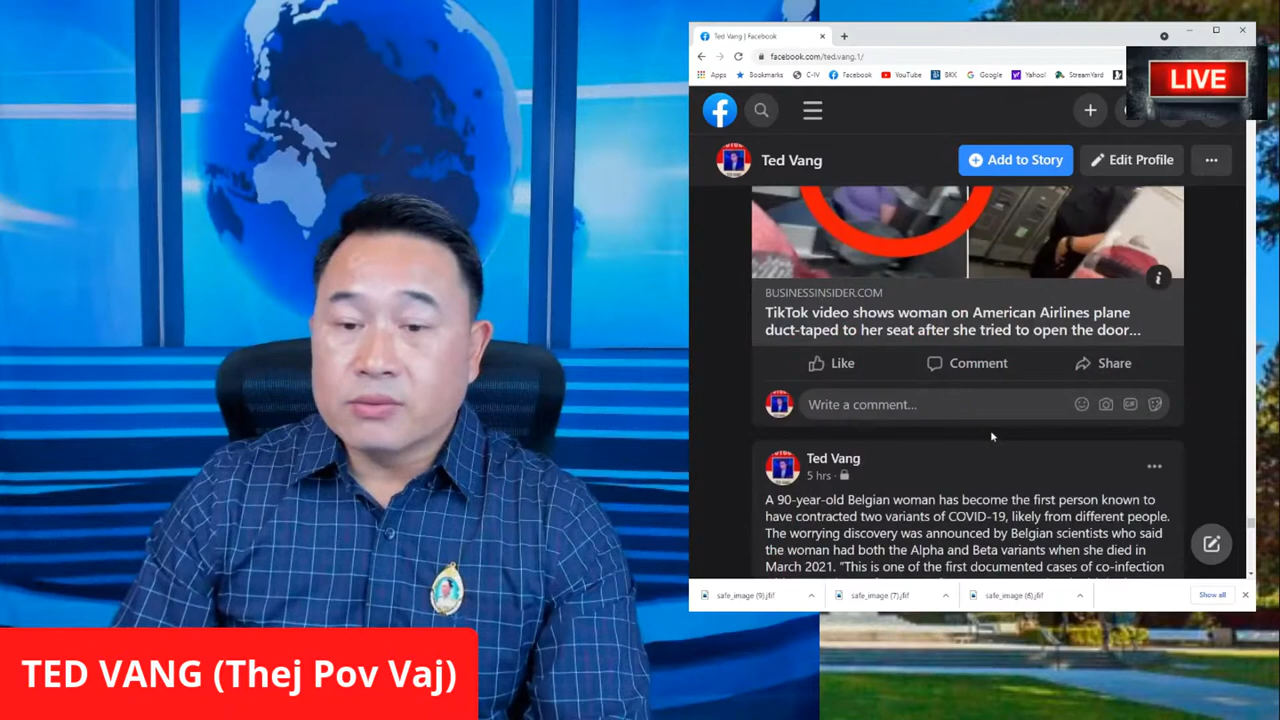 Ted Vang | Facebook
facebook.com/ted.vang.1/
Apps Bookmarks C-IV Facebook YouTube BKK Google Yahoo! StreamYard
LIVE
Ted Vang
Add to Story
Edit Profile
BUSINESSINSIDER.COM
TikTok video shows woman on American Airlines plane
duct-taped to her seat after she tried to open the door...
Like Comment Share
Write a comment...
GIF
Ted Vang
5 hrs ·
A 90-year-old Belgian woman has become the first person known to
have contracted two variants of COVID-19, likely from different people.
The worrying discovery was announced by Belgian scientists who said
the woman had both the Alpha and Beta variants when she died in
March 2021. "This is one of the first documented cases of co-infection
safe_image (9).jfif safe_image (7).jfif safe_image (6).jfif Show all
TED VANG (Thej Pov Vaj)